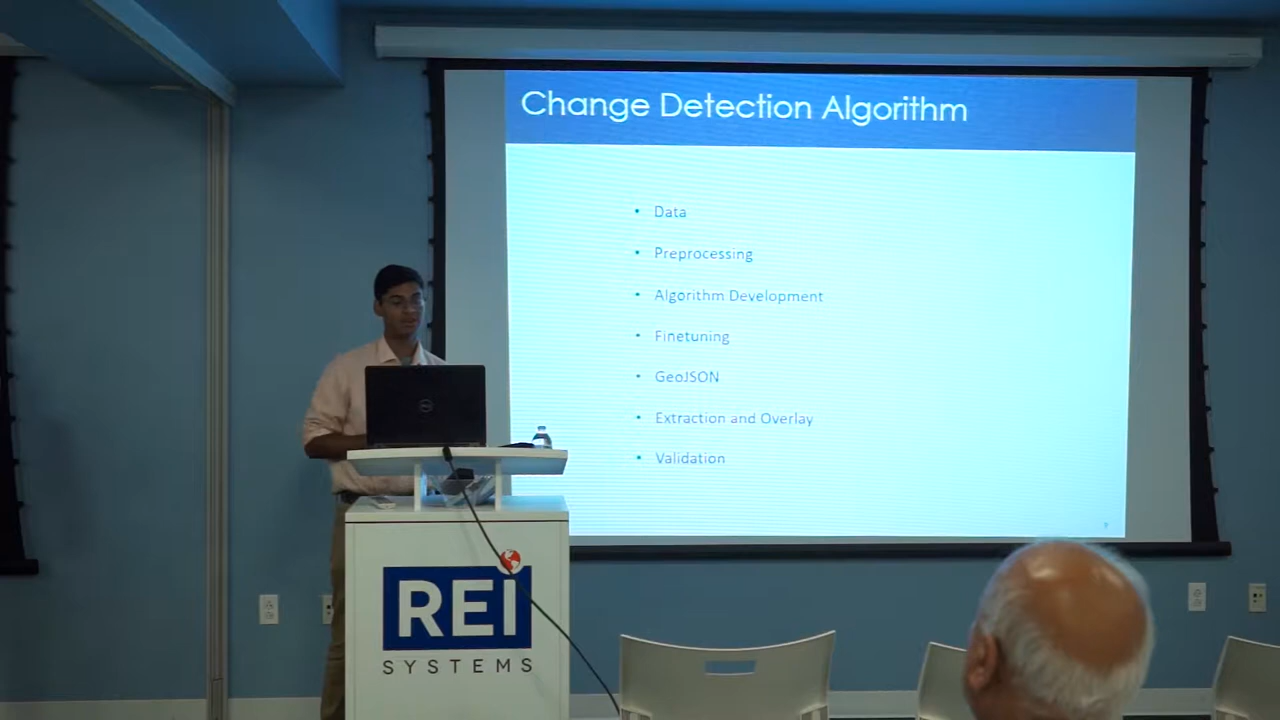 Change Detection Algorithm
• Data
• Preprocessing
• Algorithm Development
• Finetuning
• GeoJSON
• Extraction and Overlay
• Validation
REI
SYSTEMS